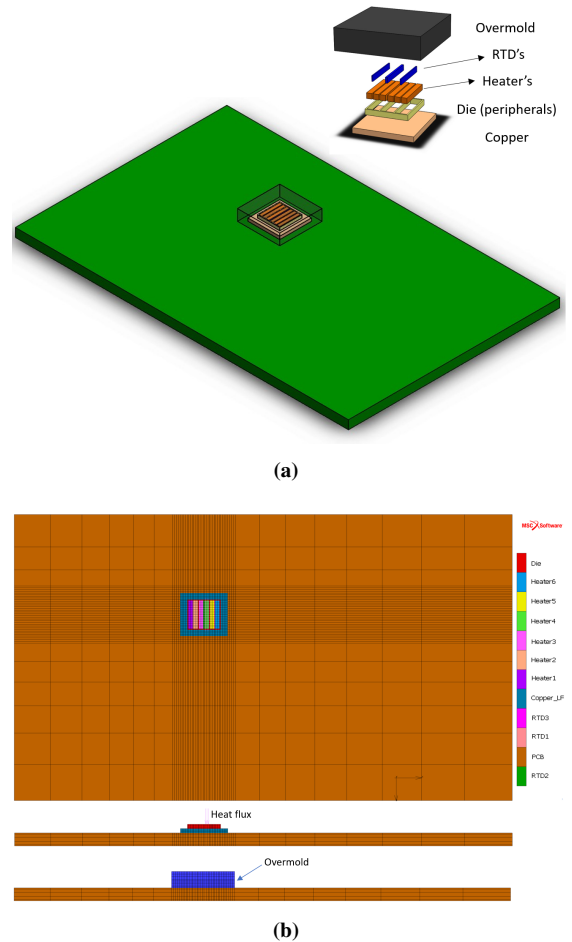 Overmold
RTD's
Heater's
Die (peripherals)
Copper
(a)
MSC Software
Die
Heater6
Heater5
Heater4
Heater3
Heater2
Heater1
Copper_LF
RTD3
RTD1
PCB
RTD2
Heat flux
Overmold
(b)